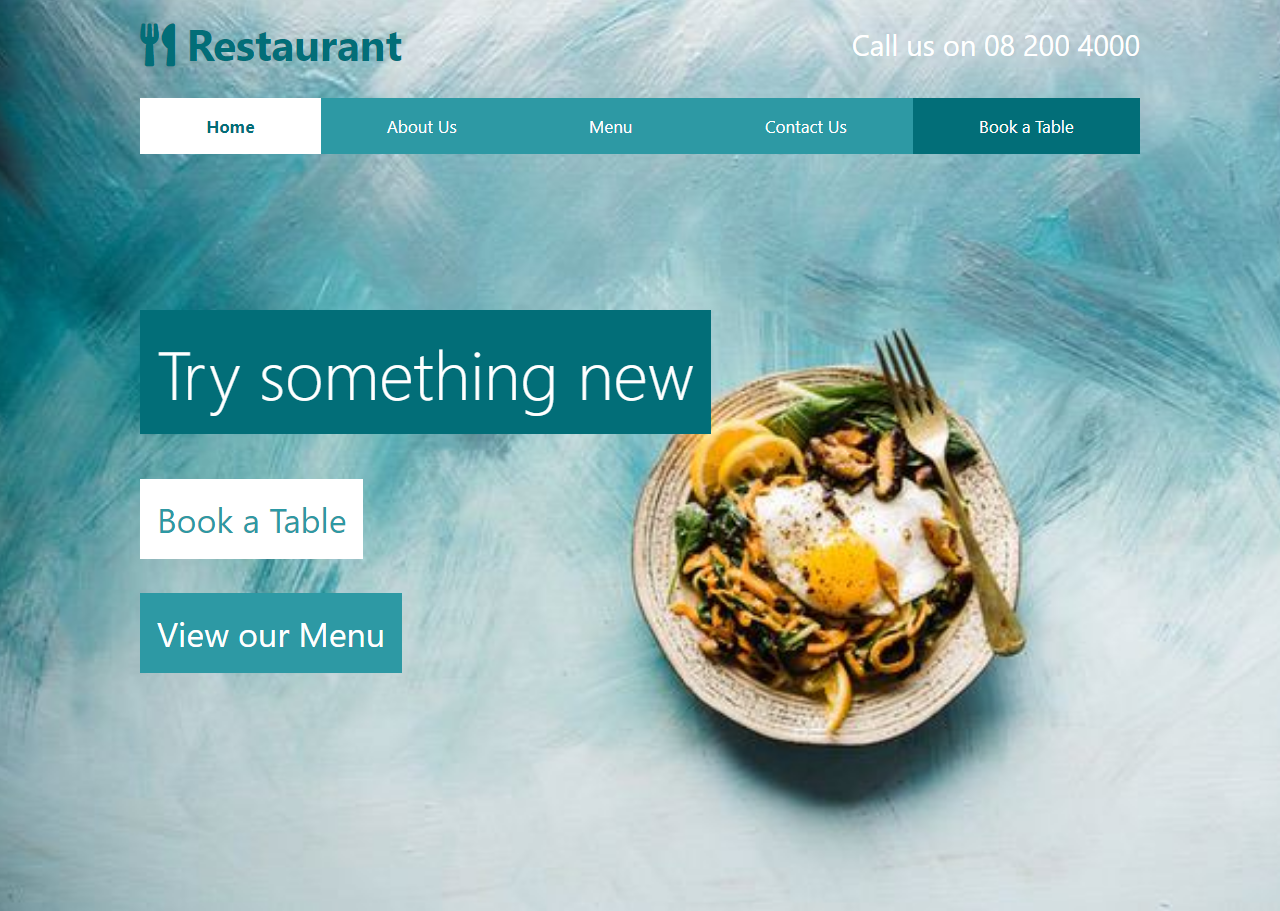 Restaurant
Call us on 08 200 4000
Home
About Us
Menu
Contact Us
Book a Table
Try something new
Book a Table
View our Menu